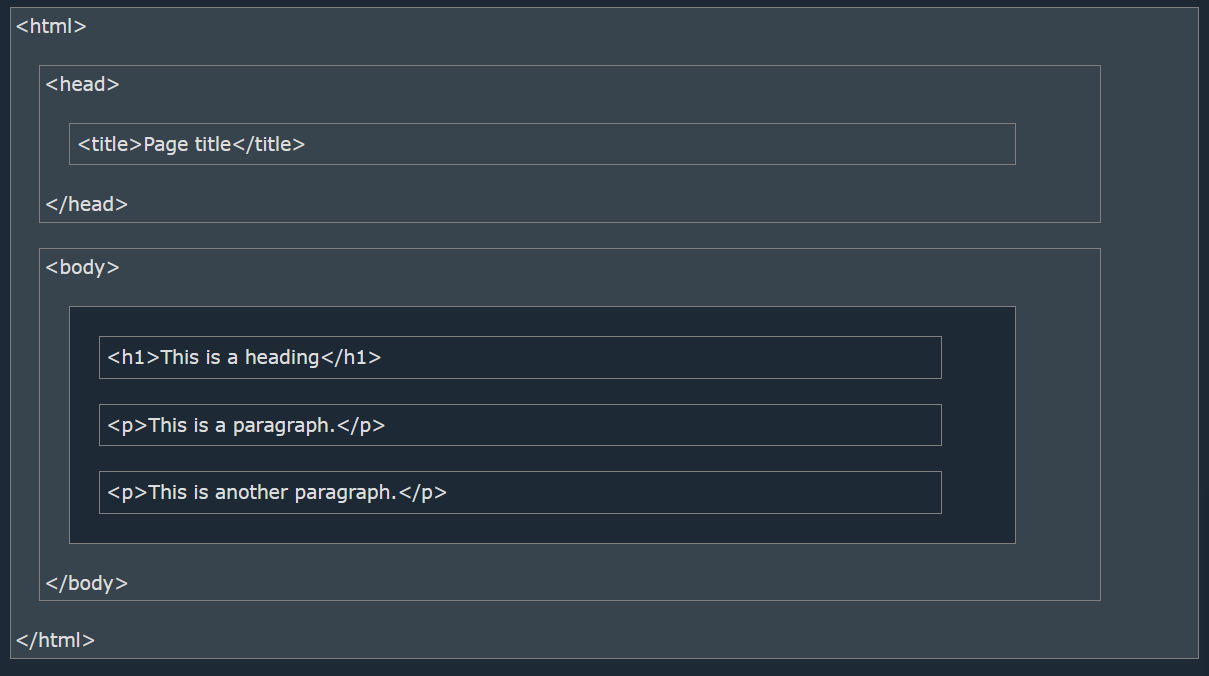 <html>
<head>
<title>Page title</title>
</head>
<body>
<h1>This is a heading</h1>
<p>This is a paragraph.</p>
<p>This is another paragraph.</p>
</body>
</html>